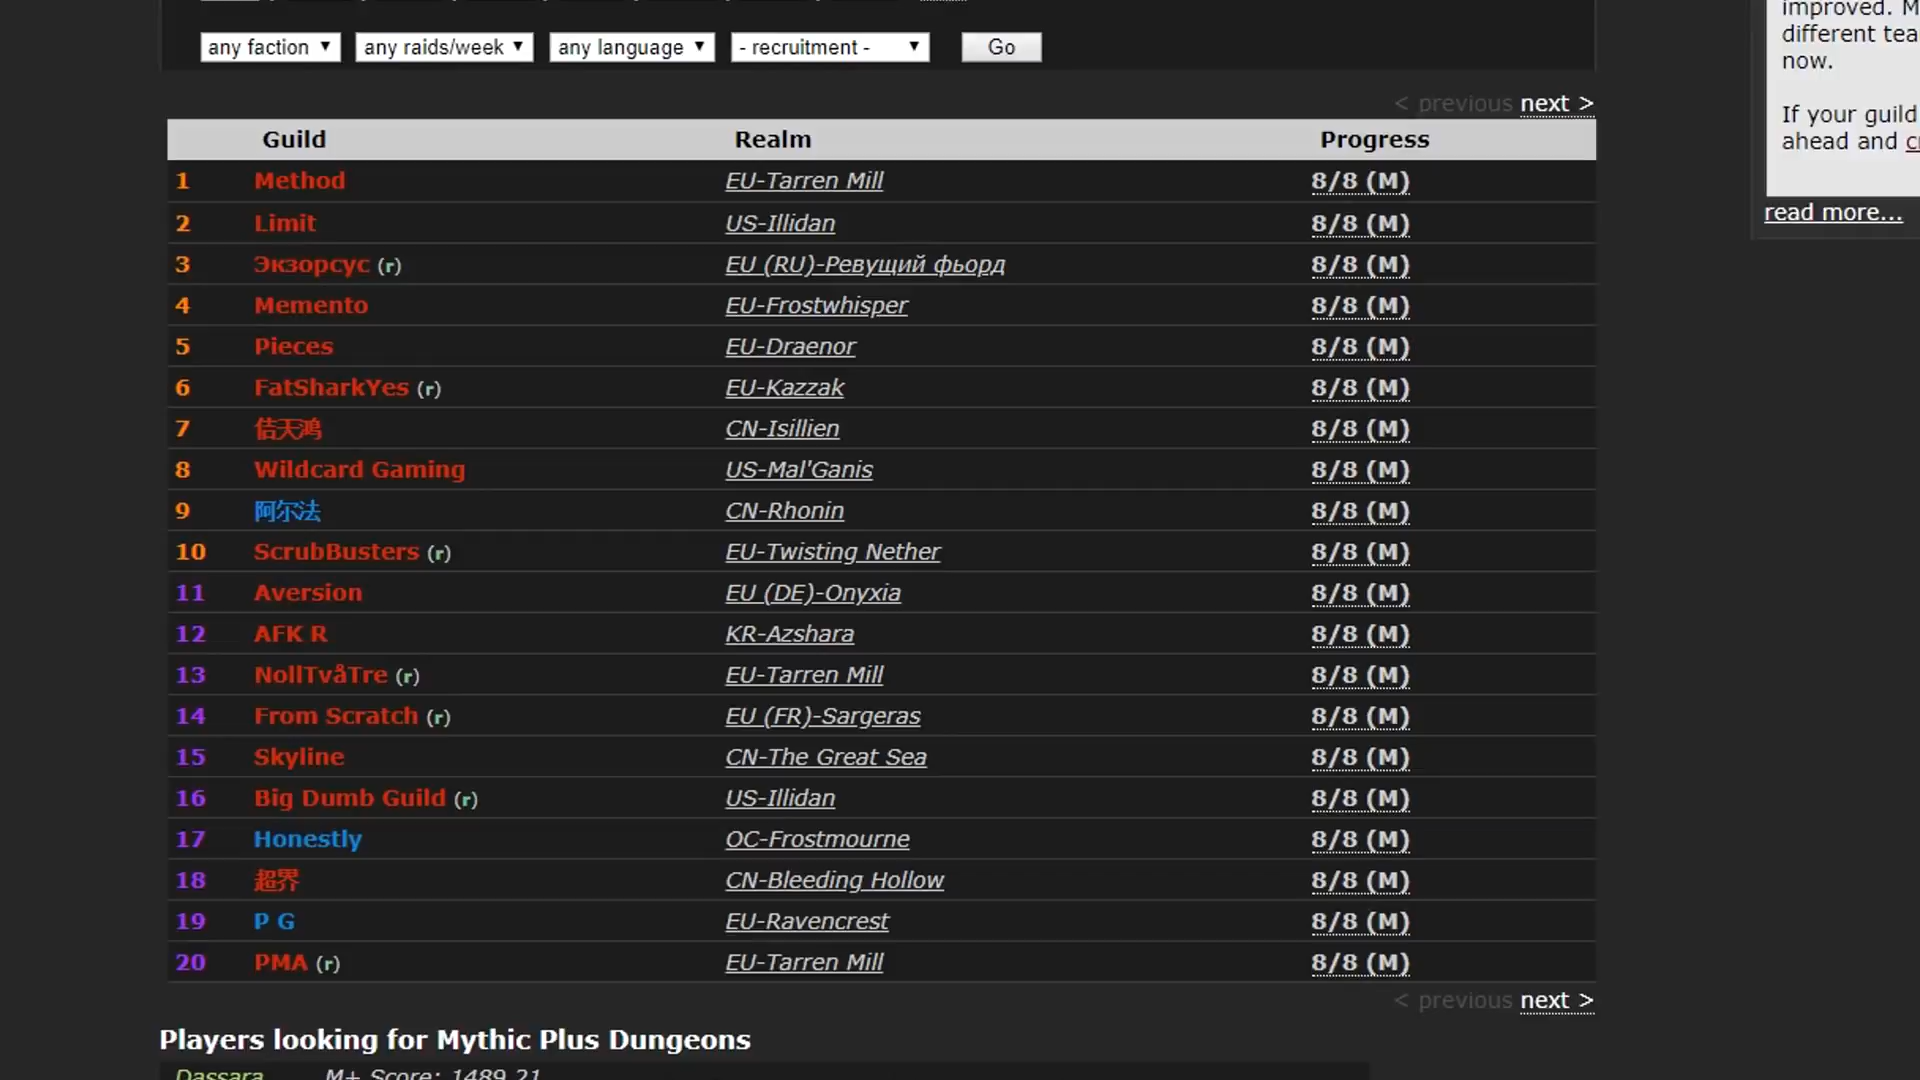 any faction any raids/week any language - recruitment - Go
improved. M
different tea
now.
If your guild
ahead and
read more...
< previous next >
Guild Realm Progress
1 Method EU-Tarren Mill 8/8 (M)
2 Limit US-Illidan 8/8 (M)
3 Экзорсус (r) EU (RU)-Ревущий фьорд 8/8 (M)
4 Memento EU-Frostwhisper 8/8 (M)
5 Pieces EU-Draenor 8/8 (M)
6 FatSharkYes (r) EU-Kazzak 8/8 (M)
7 佶天鸿 CN-Isillien 8/8 (M)
8 Wildcard Gaming US-Mal'Ganis 8/8 (M)
9 阿尔法 CN-Rhonin 8/8 (M)
10 ScrubBusters (r) EU-Twisting Nether 8/8 (M)
11 Aversion EU (DE)-Onyxia 8/8 (M)
12 AFK R KR-Azshara 8/8 (M)
13 NollTvåTre (r) EU-Tarren Mill 8/8 (M)
14 From Scratch (r) EU (FR)-Sargeras 8/8 (M)
15 Skyline CN-The Great Sea 8/8 (M)
16 Big Dumb Guild (r) US-Illidan 8/8 (M)
17 Honestly OC-Frostmourne 8/8 (M)
18 超界 CN-Bleeding Hollow 8/8 (M)
19 P G EU-Ravencrest 8/8 (M)
20 PMA (r) EU-Tarren Mill 8/8 (M)
< previous next >
Players looking for Mythic Plus Dungeons
Dassara M+ Score: 1489.21